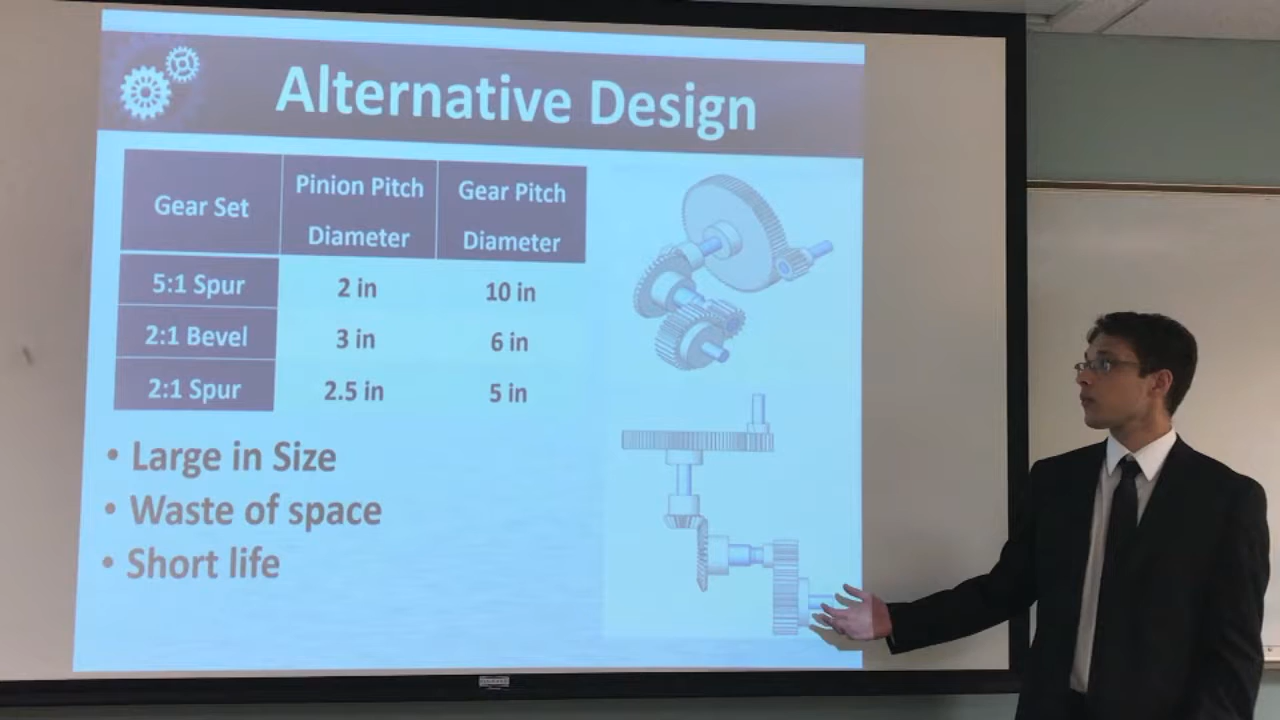 Alternative Design
Gear Set
Pinion Pitch
Diameter
Gear Pitch
Diameter
5:1 Spur 2 in 10 in
2:1 Bevel 3 in 6 in
2:1 Spur 2.5 in 5 in
• Large in Size
• Waste of space
• Short life